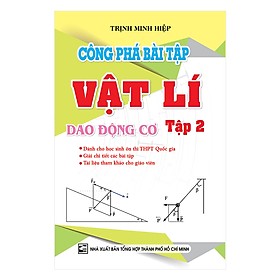 TRỊNH MINH HIỆP
CÔNG PHÁ BÀI TẬP
VẬT LÍ
DAO ĐỘNG CƠ Tập 2
• Dành cho học sinh ôn thi THPT Quốc gia
• Giải chi tiết các bài tập
• Tài liệu tham khảo cho giáo viên
NHÀ XUẤT BẢN TỔNG HỢP THÀNH PHỐ HỒ CHÍ MINH